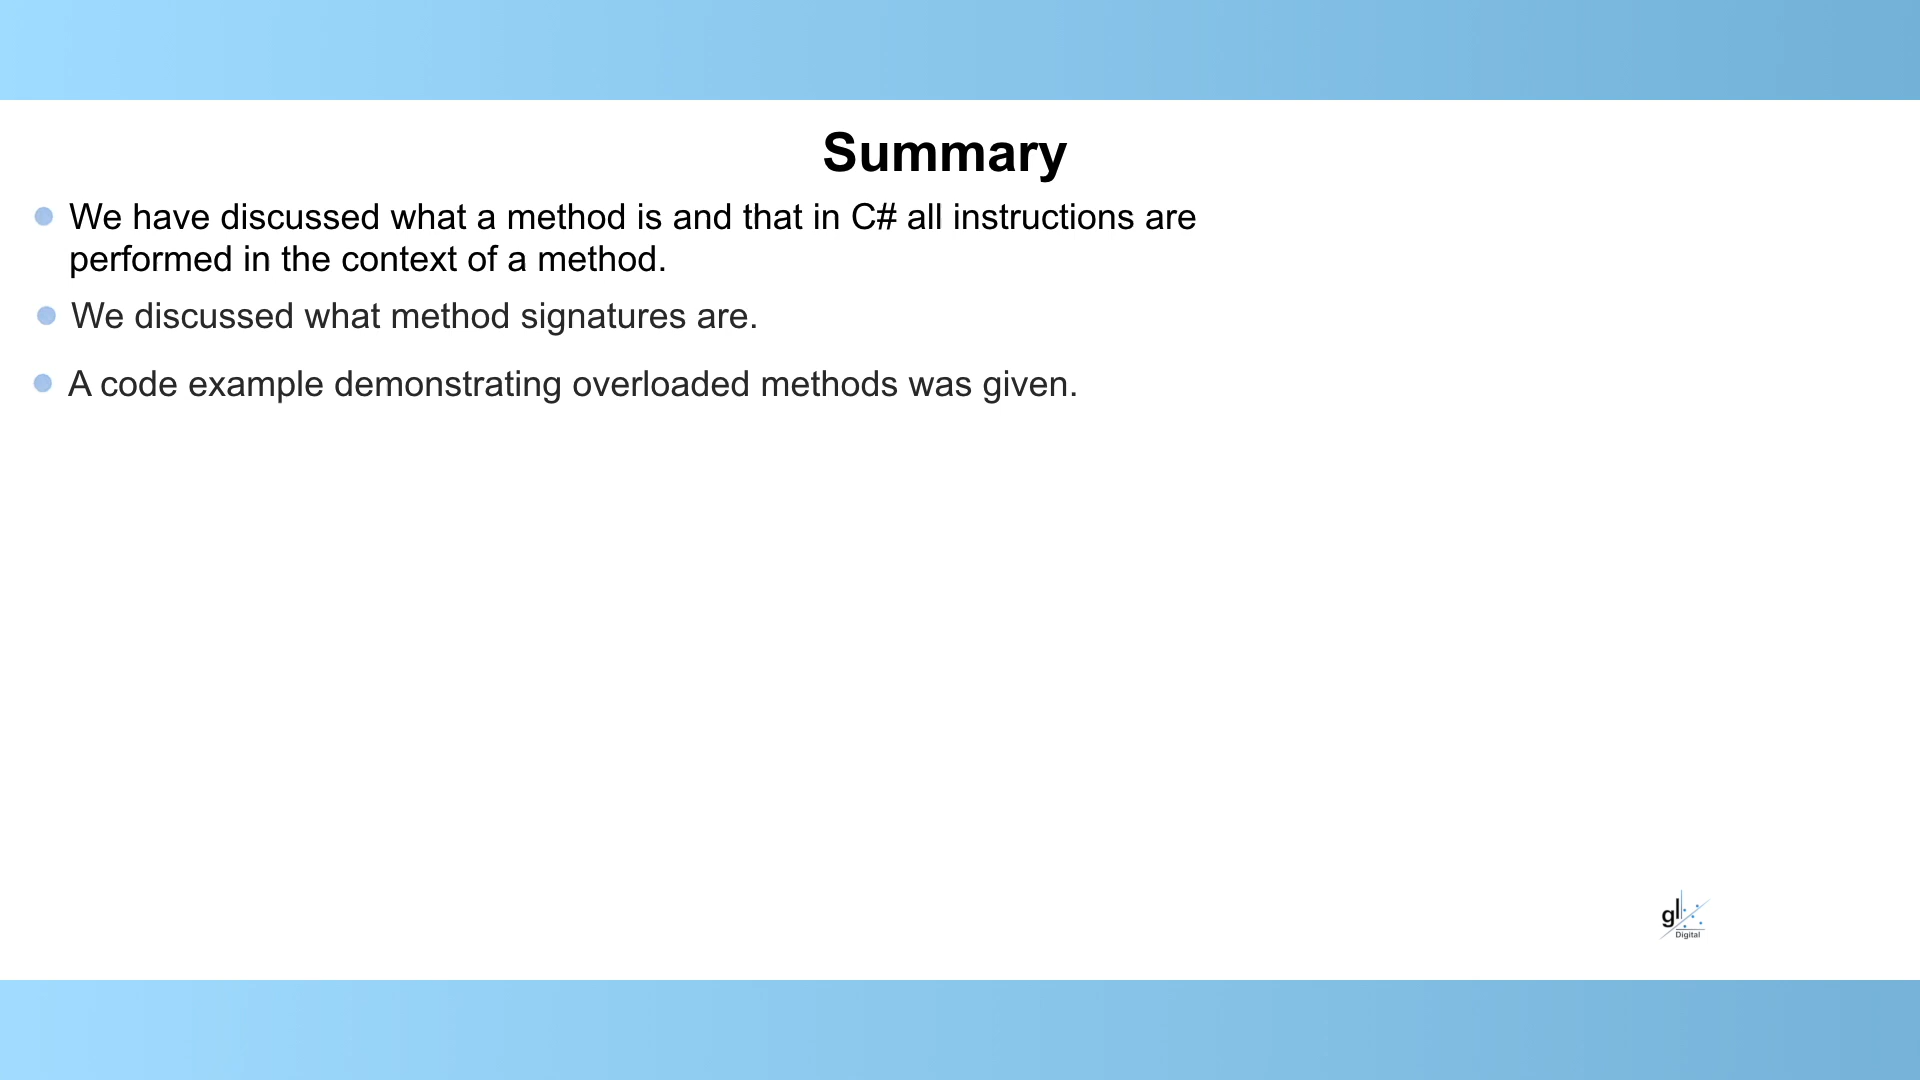 Summary
We have discussed what a method is and that in C# all instructions are
performed in the context of a method.
We discussed what method signatures are.
A code example demonstrating overloaded methods was given.
gl
Digital